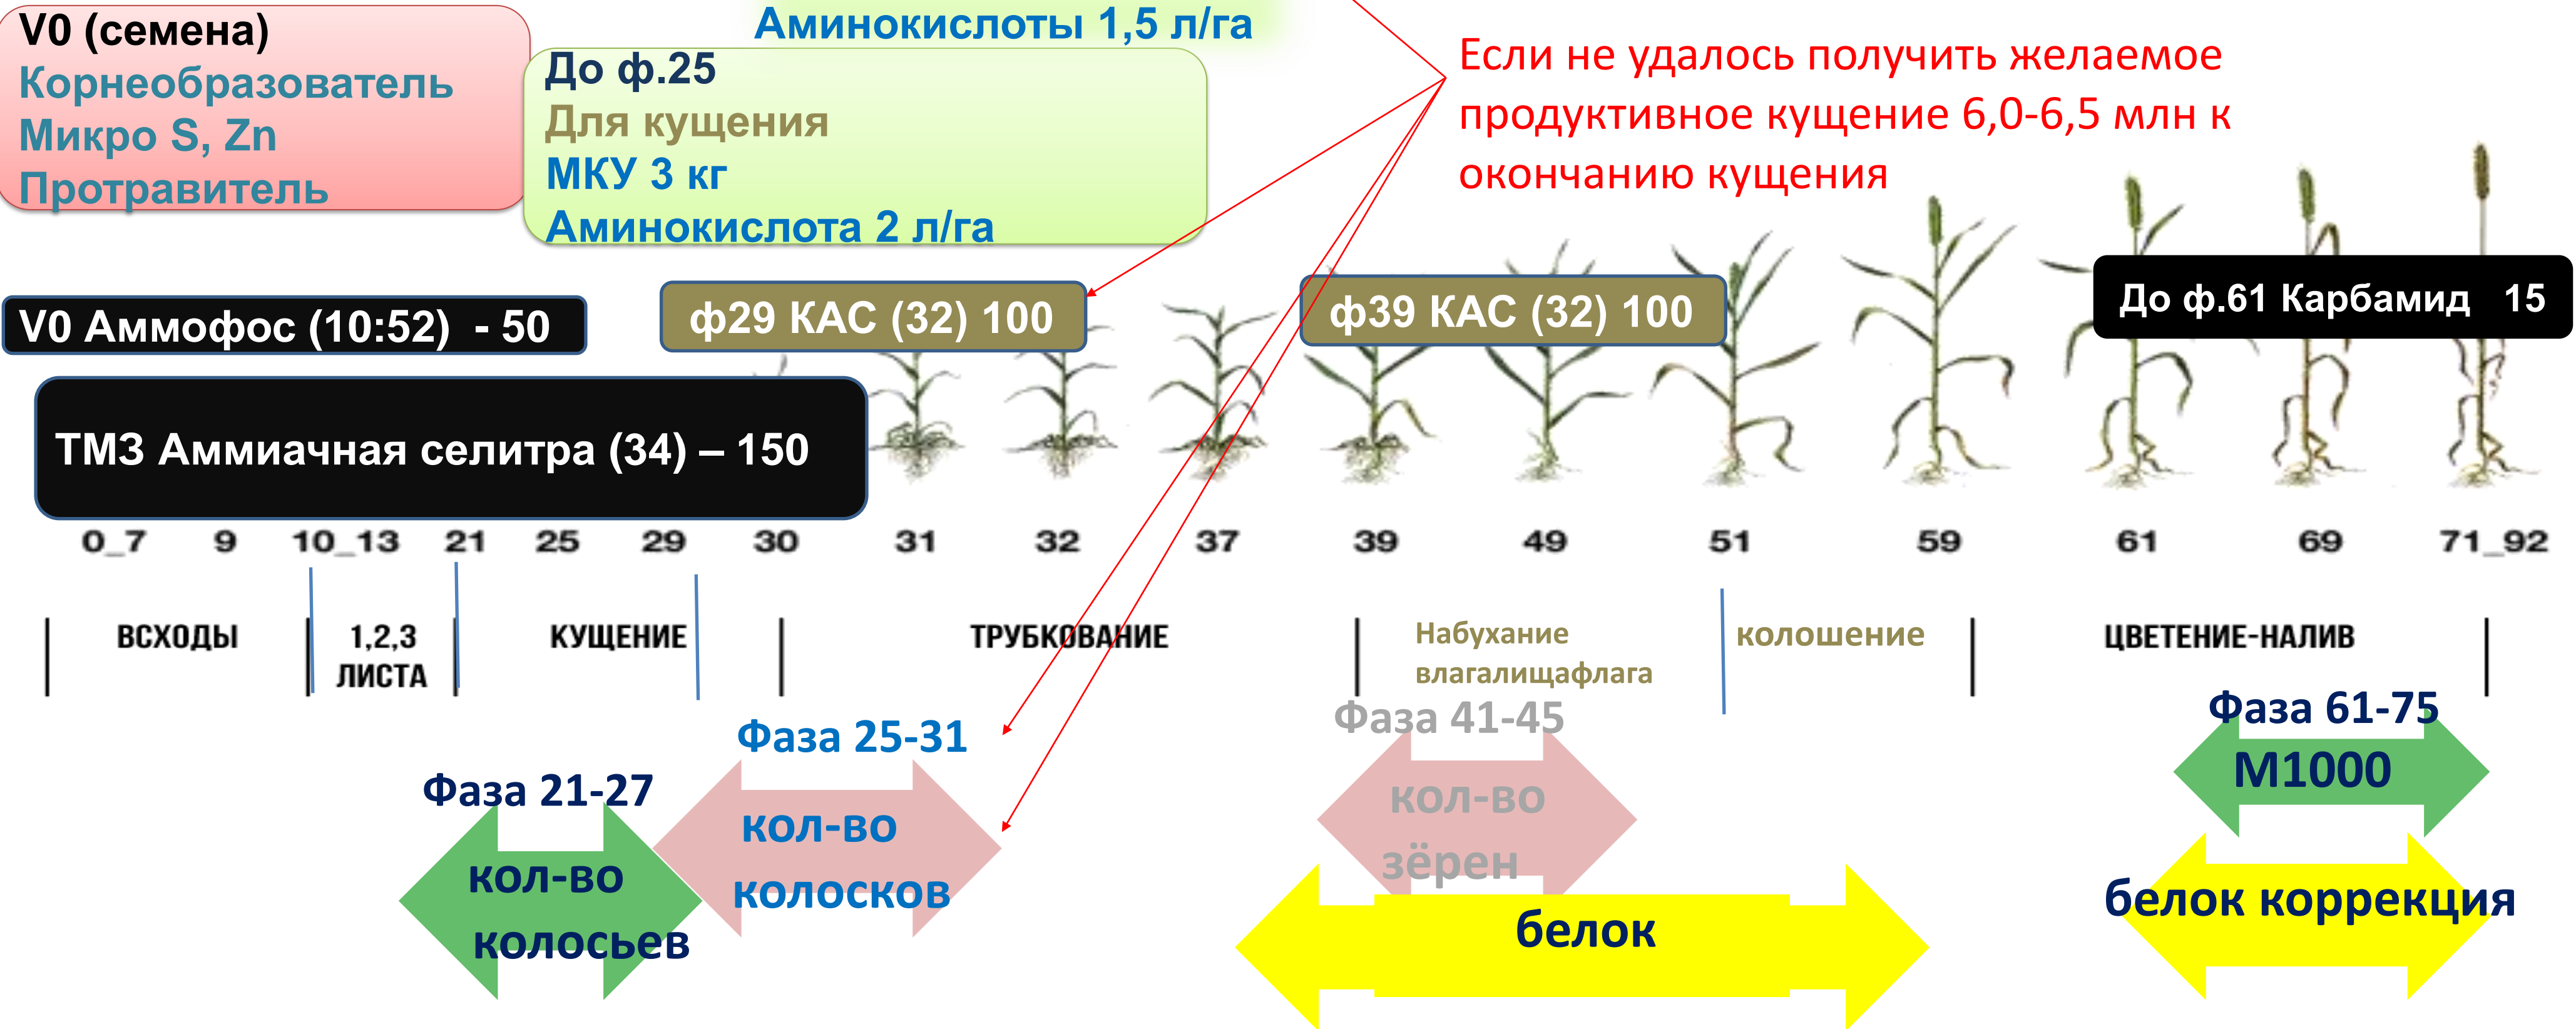 V0 (семена)
Корнеобразователь
Микро S, Zn
Протравитель
Аминокислоты 1,5 л/га
До ф.25
Для кущения
МКУ 3 кг
Аминокислота 2 л/га
Если не удалось получить желаемое
продуктивное кущение 6,0-6,5 млн к
окончанию кущения
V0 Аммофос (10:52) - 50
ф29 КАС (32) 100
ф39 КАС (32) 100
До ф.61 Карбамид 15
ТМЗ Аммиачная селитра (34) – 150
0_7 9 10_13 21 25 29 30 31 32 37 39 49 51 59 61 69 71_92
ВСХОДЫ
1,2,3
ЛИСТА
КУЩЕНИЕ
ТРУБКОВАНИЕ
Набухание
влагалищафлага
колошение
ЦВЕТЕНИЕ-НАЛИВ
Фаза 21-27
кол-во
колосьев
Фаза 25-31
кол-во
колосков
Фаза 41-45
кол-во
зёрен
белок
Фаза 61-75
М1000
белок коррекция